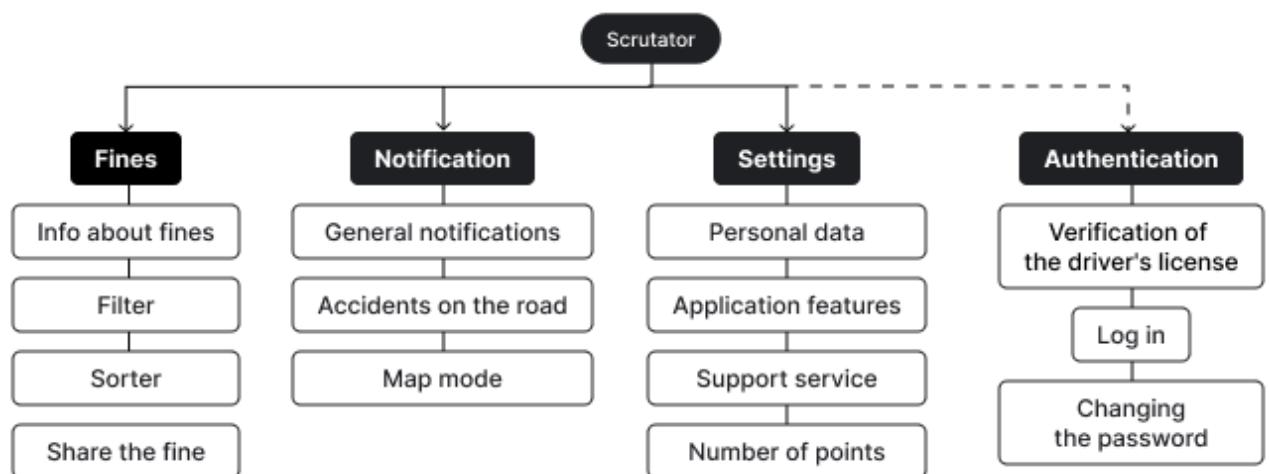 Scrutator
Fines
Notification
Settings
Authentication
Info about fines
General notifications
Personal data
Verification of
the driver's license
Filter
Accidents on the road
Application features
Log in
Sorter
Map mode
Support service
Changing
the password
Share the fine
Number of points